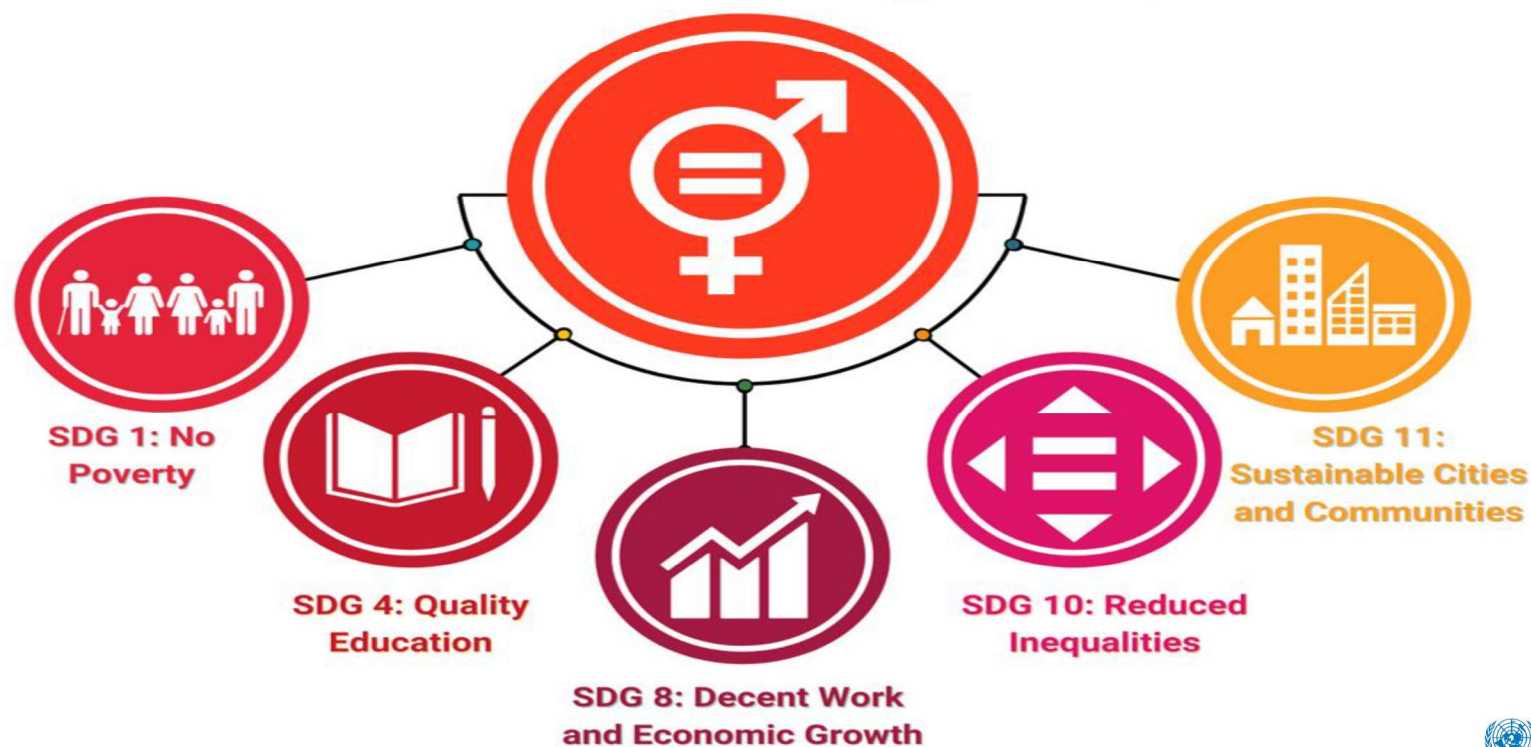 SDG 1: No
Poverty
SDG 4: Quality
Education
SDG 8: Decent Work
and Economic Growth
SDG 10: Reduced
Inequalities
SDG 11:
Sustainable Cities
and Communities